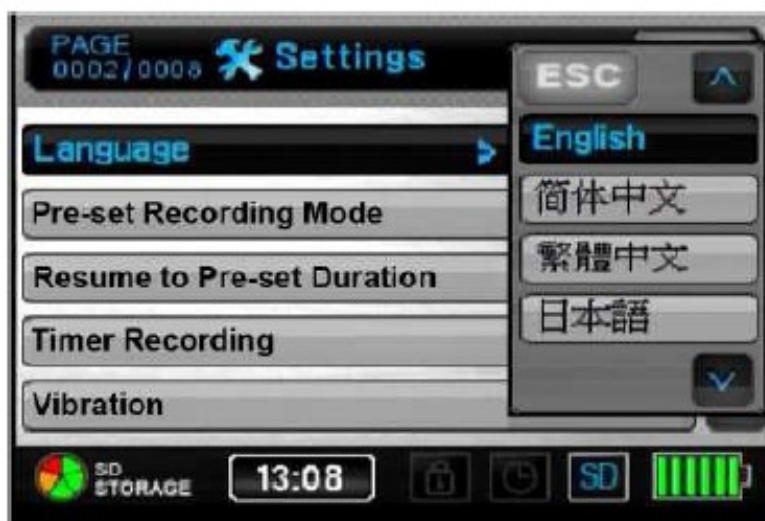 PAGE
0002/0008
Settings
ESC
Language
English
Pre-set Recording Mode
简体中文
Resume to Pre-set Duration
繁體中文
Timer Recording
日本語
Vibration
SD
STORAGE
13:08
SD